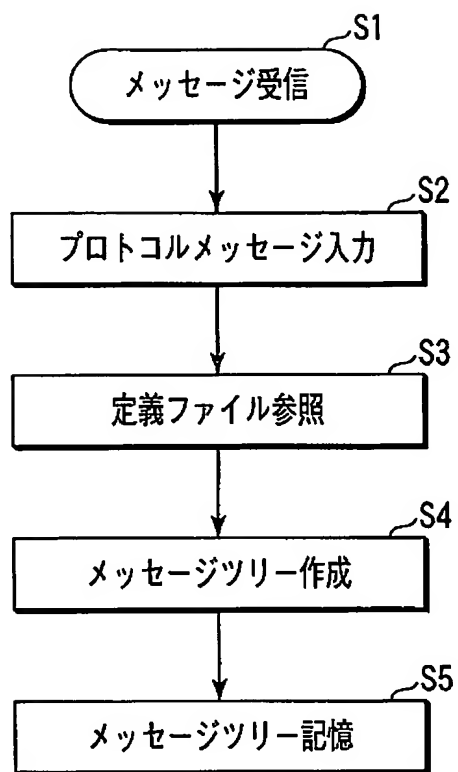 S1
メッセージ受信
S2
プロトコルメッセージ入力
S3
定義ファイル参照
S4
メッセージツリー作成
S5
メッセージツリー記憶